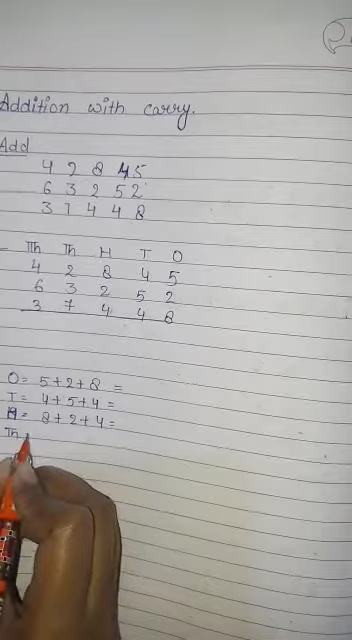 Addition with carry.
Add
4 2 8 4 5
6 3 2 5 2
3 7 4 4 8
TTh Th H T O
4 2 8 4 5
6 3 2 5 2
3 7 4 4 8
O = 5+2+8 =
T = 4+5+4 =
H = 8+2+4=
Th